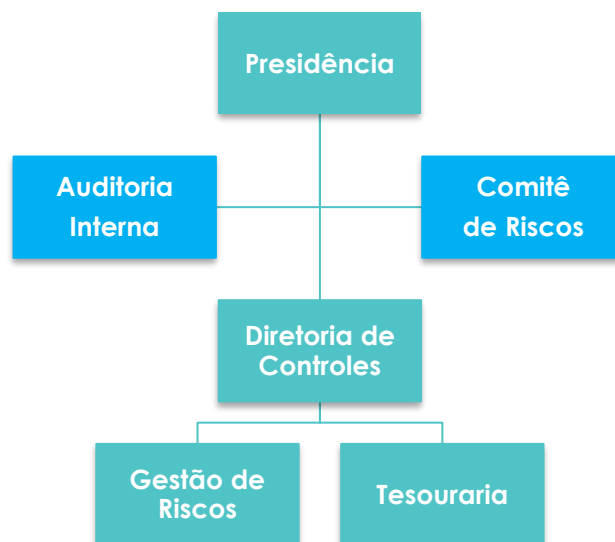 Presidência
Auditoria
Interna
Comitê
de Riscos
Diretoria de
Controles
Gestão de
Riscos
Tesouraria